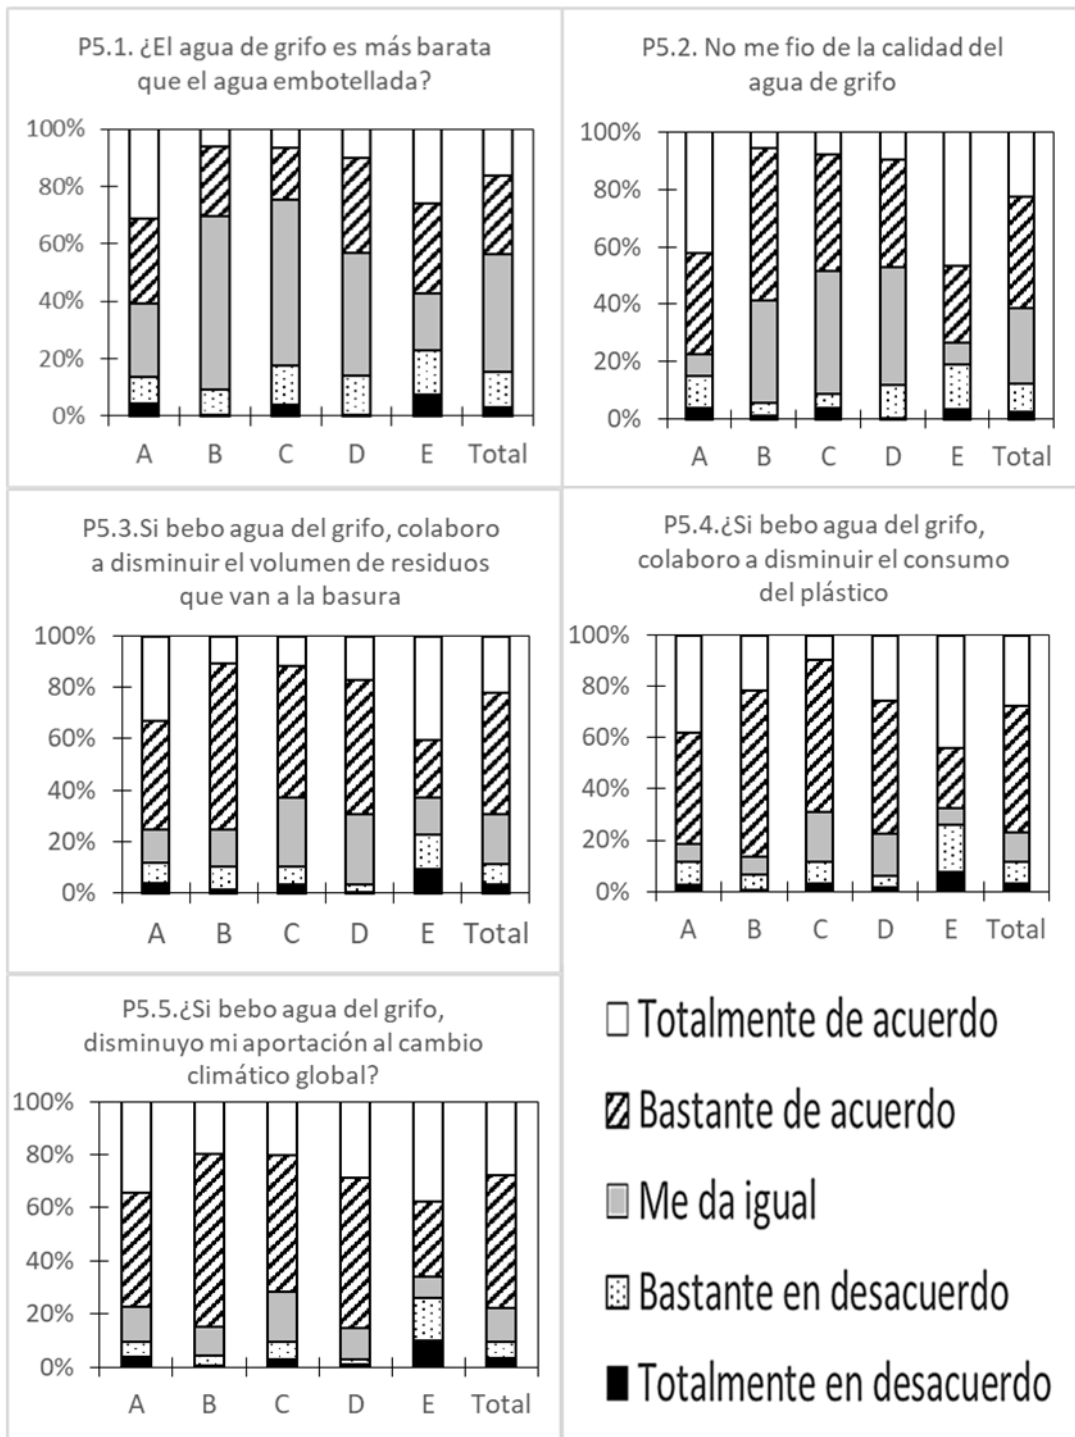 P5.1. ¿El agua de grifo es más barata
que el agua embotellada?
100%
80%
60%
40%
20%
0%
A B C D E Total
P5.2. No me fio de la calidad del
agua de grifo
100%
80%
60%
40%
20%
0%
A B C D E Total
P5.3.Si bebo agua del grifo, colaboro
a disminuir el volumen de residuos
que van a la basura
100%
80%
60%
40%
20%
0%
A B C D E Total
P5.4.¿Si bebo agua del grifo,
colaboro a disminuir el consumo
del plástico
100%
80%
60%
40%
20%
0%
A B C D E Total
P5.5.¿Si bebo agua del grifo,
disminuyo mi aportación al cambio
climático global?
100%
80%
60%
40%
20%
0%
A B C D E Total
Totalmente de acuerdo
Bastante de acuerdo
Me da igual
Bastante en desacuerdo
Totalmente en desacuerdo